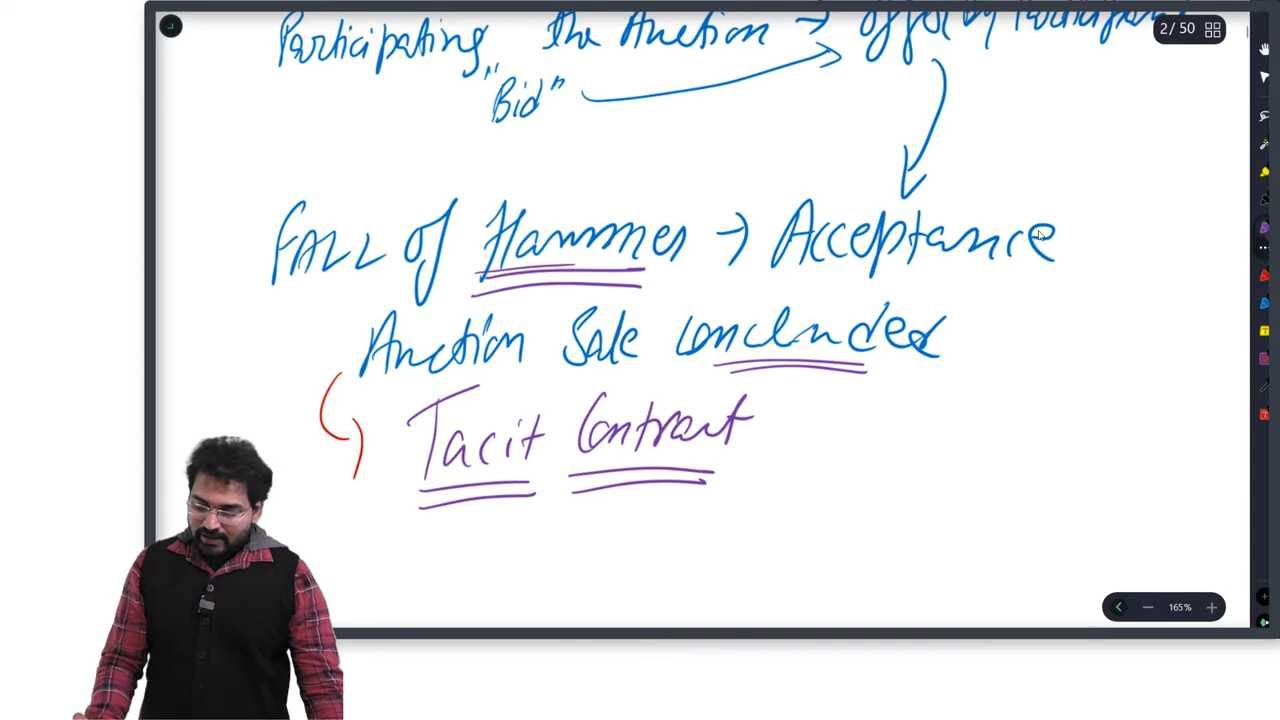 Participating the Auction → offer by
2 / 50
"Bid"
FALL of Hammer → Acceptance
Auction Sale concluded
Tacit Contract
165%